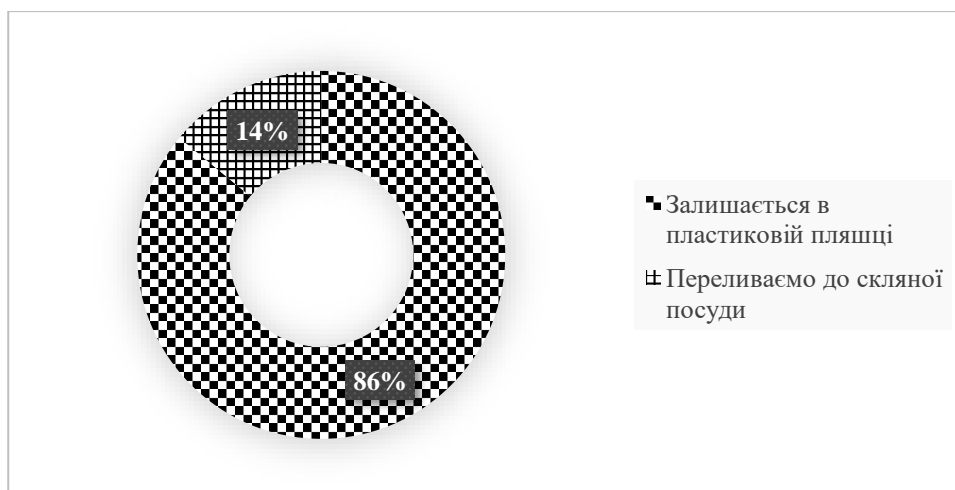 14%
86%
Залишається в
пластиковій пляшці
Переливаємо до скляної
посуди